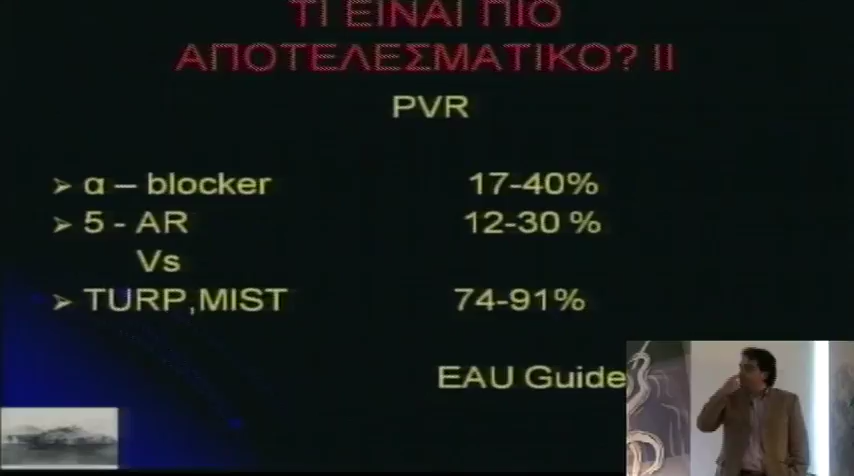 ΤΙ ΕΙΝΑΙ ΠΙΟ
ΑΠΟΤΕΛΕΣΜΑΤΙΚΟ? ΙΙ
PVR
➢ α – blocker 17-40%
➢ 5 - AR 12-30 %
Vs
➢ TURP,MIST 74-91%
EAU Guide